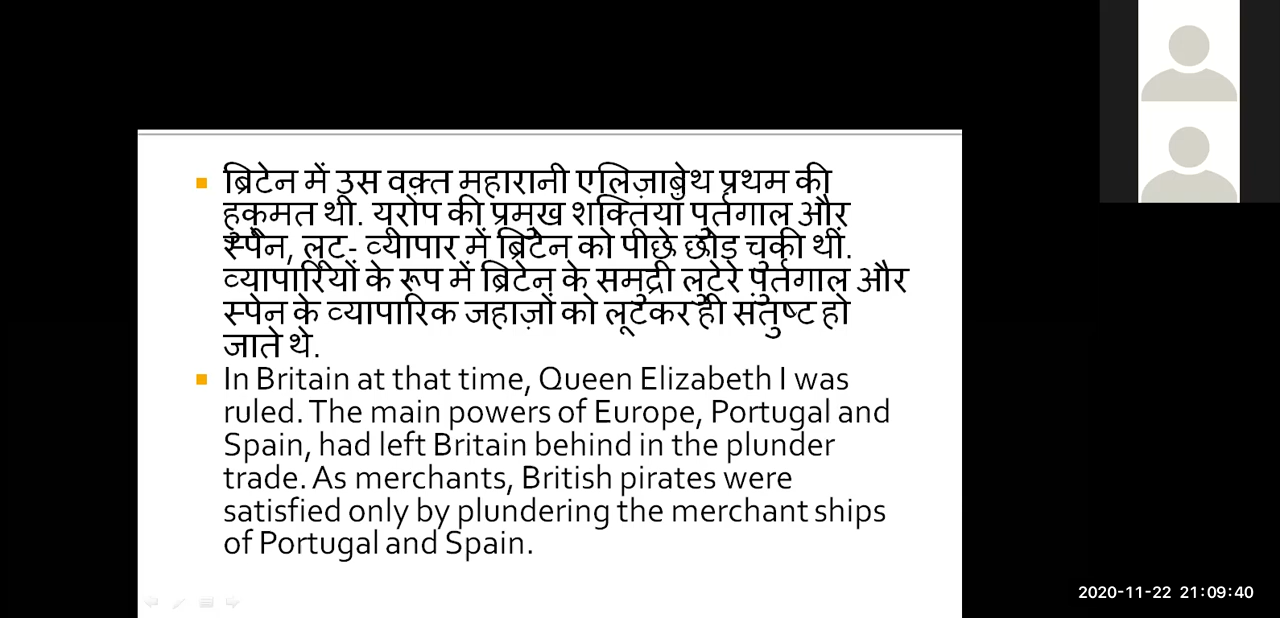 ब्रिटेन में उस वक़्त महारानी एलिज़ाबेथ प्रथम की
हकूमत थी. यूरोप की प्रमुख शक्तियां पुर्तगाल और
स्पेन, लूट- व्यापार में ब्रिटेन को पीछे छोड़ चुकी थीं.
व्यापारियों के रूप में ब्रिटेन के समुद्री लुटेरे पुर्तगाल और
स्पेन के व्यापारिक जहाज़ों को लूटकर ही संतुष्ट हो
जाते थे.
In Britain at that time, Queen Elizabeth I was
ruled. The main powers of Europe, Portugal and
Spain, had left Britain behind in the plunder
trade. As merchants, British pirates were
satisfied only by plundering the merchant ships
of Portugal and Spain.
2020-11-22 21:09:40